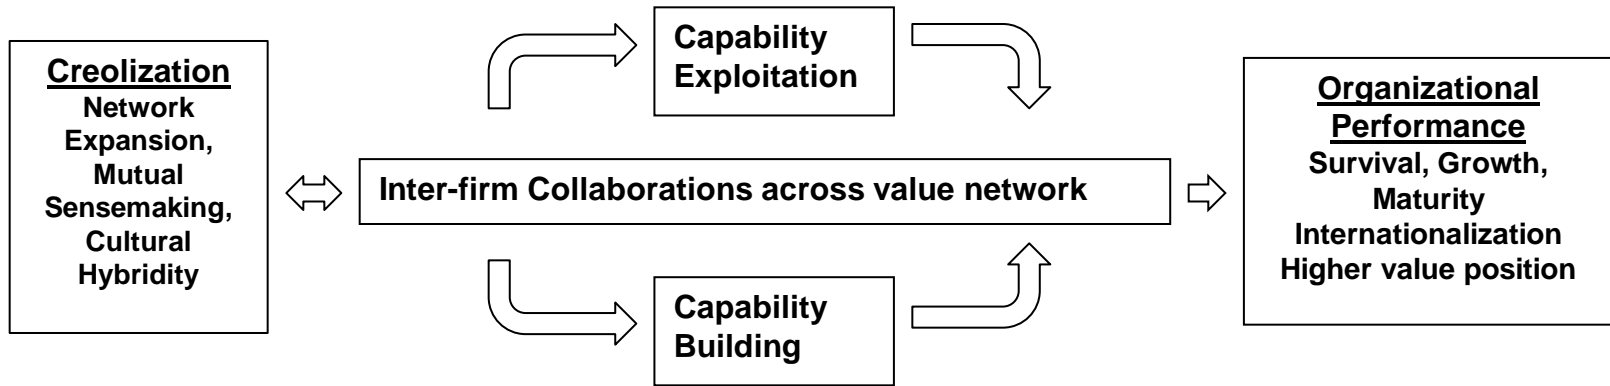 Creolization
Network
Expansion,
Mutual
Sensemaking,
Cultural
Hybridity
Capability
Exploitation
Inter-firm Collaborations across value network
Capability
Building
Organizational
Performance
Survival, Growth,
Maturity
Internationalization
Higher value position